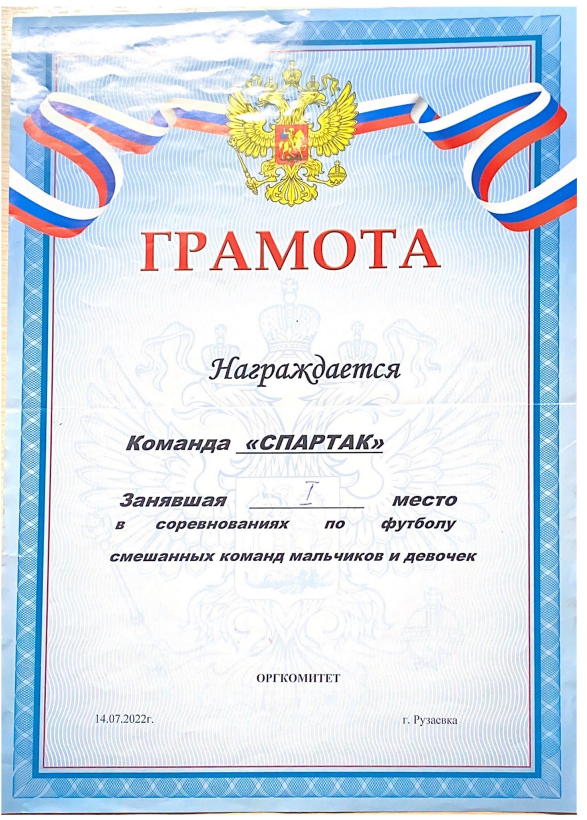 ГРАМОТА
Награждается
Команда «СПАРТАК»
Занявшая I место
в соревнованиях по футболу
смешанных команд мальчиков и девочек
ОРГКОМИТЕТ
14.07.2022г. г. Рузаевка